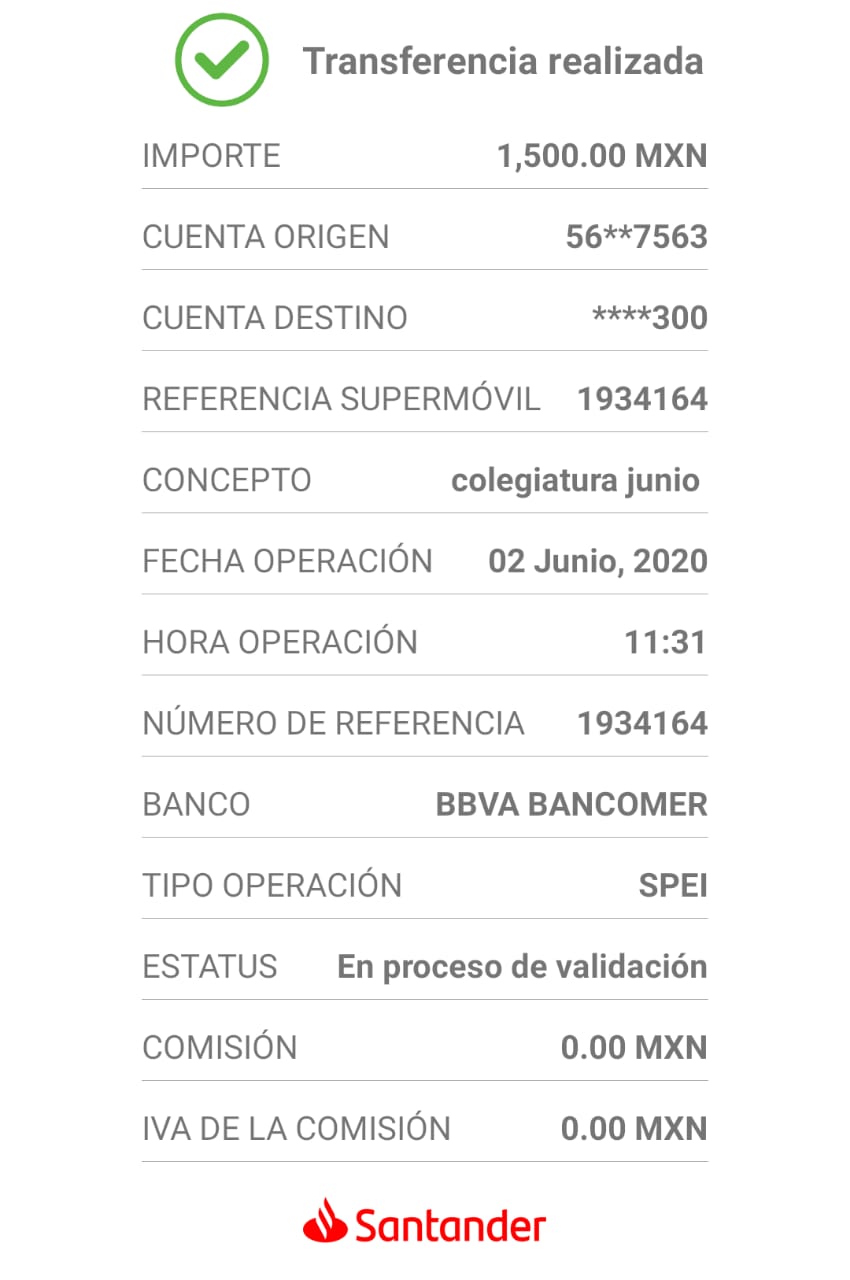 Transferencia realizada
IMPORTE 1,500.00 MXN
CUENTA ORIGEN 56**7563
CUENTA DESTINO ****300
REFERENCIA SUPERMÓVIL 1934164
CONCEPTO colegiatura junio
FECHA OPERACIÓN 02 Junio, 2020
HORA OPERACIÓN 11:31
NÚMERO DE REFERENCIA 1934164
BANCO BBVA BANCOMER
TIPO OPERACIÓN SPEI
ESTATUS En proceso de validación
COMISIÓN 0.00 MXN
IVA DE LA COMISIÓN 0.00 MXN
Santander